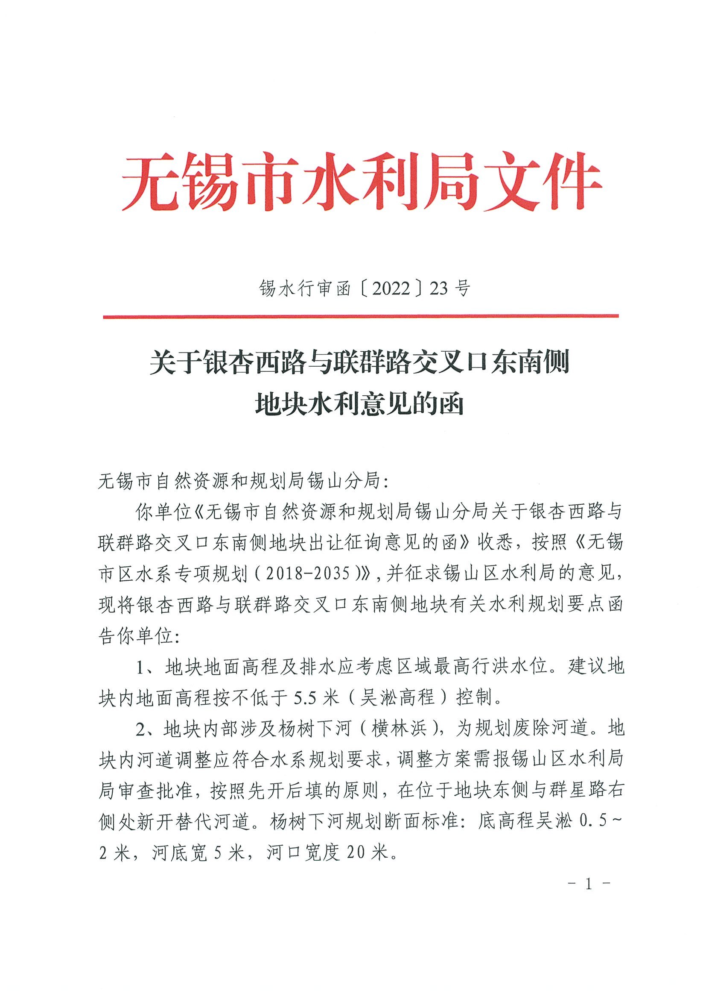 无锡市水利局文件
锡水行审函〔2022〕23 号
关于银杏西路与联群路交叉口东南侧
地块水利意见的函
无锡市自然资源和规划局锡山分局：
你单位《无锡市自然资源和规划局锡山分局关于银杏西路与
联群路交叉口东南侧地块出让征询意见的函》收悉，按照《无锡
市区水系专项规划（2018-2035）》，并征求锡山区水利局的意见，
现将银杏西路与联群路交叉口东南侧地块有关水利规划要点函
告你单位：
1、地块地面高程及排水应考虑区域最高行洪水位。建议地
块内地面高程按不低于 5.5 米（吴淞高程）控制。
2、地块内部涉及杨树下河（横林浜），为规划废除河道。地
块内河道调整应符合水系规划要求，调整方案需报锡山区水利局
局审查批准，按照先开后填的原则，在位于地块东侧与群星路右
侧处新开替代河道。杨树下河规划断面标准：底高程吴淞 0.5～
2 米，河底宽 5 米，河口宽度 20 米。
- 1 -